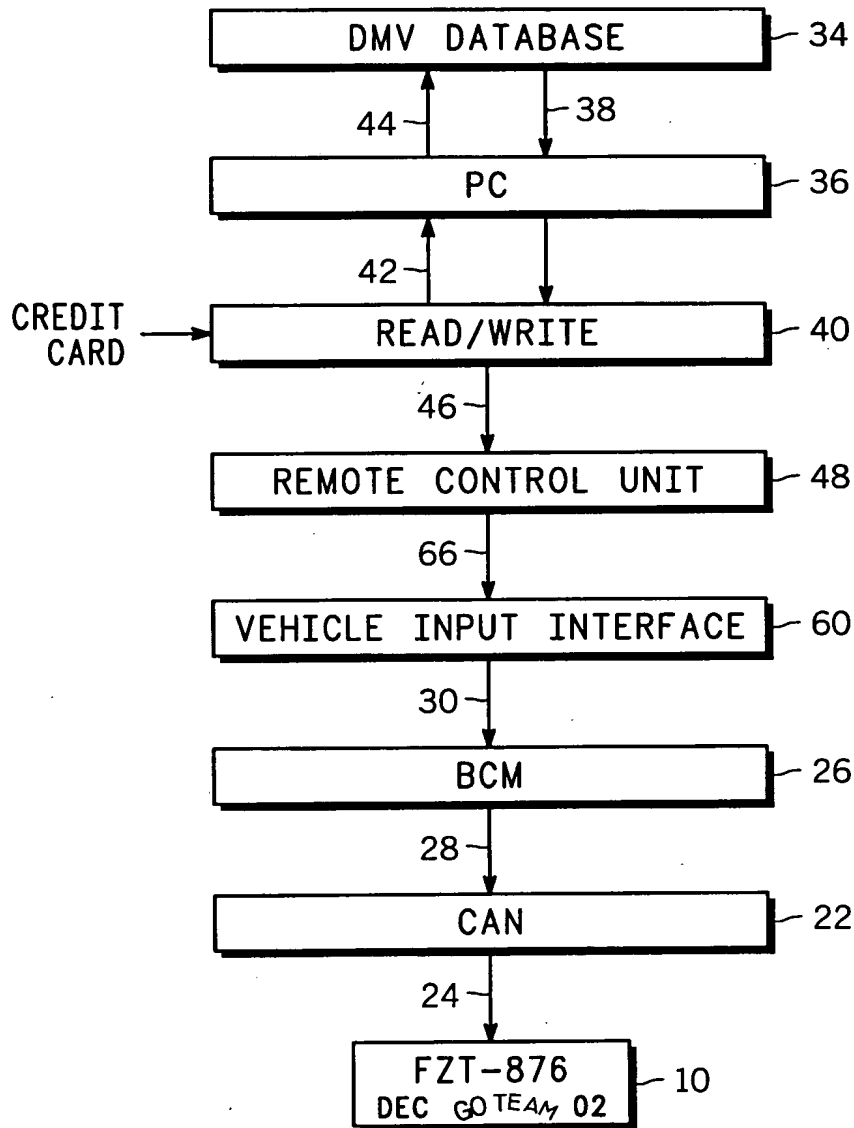 DMV DATABASE 34
44 38
PC 36
42
CREDIT CARD
READ/WRITE 40
46
REMOTE CONTROL UNIT 48
66
VEHICLE INPUT INTERFACE 60
30
BCM 26
28
CAN 22
24
FZT-876 10
DEC GO TEAM 02